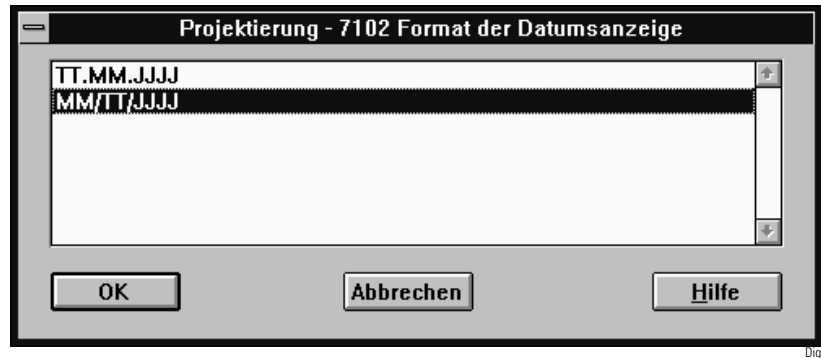 Projektierung - 7102 Format der Datumsanzeige
TT.MM.JJJJ
MM/TT/JJJJ
OK Abbrechen Hilfe
Dig